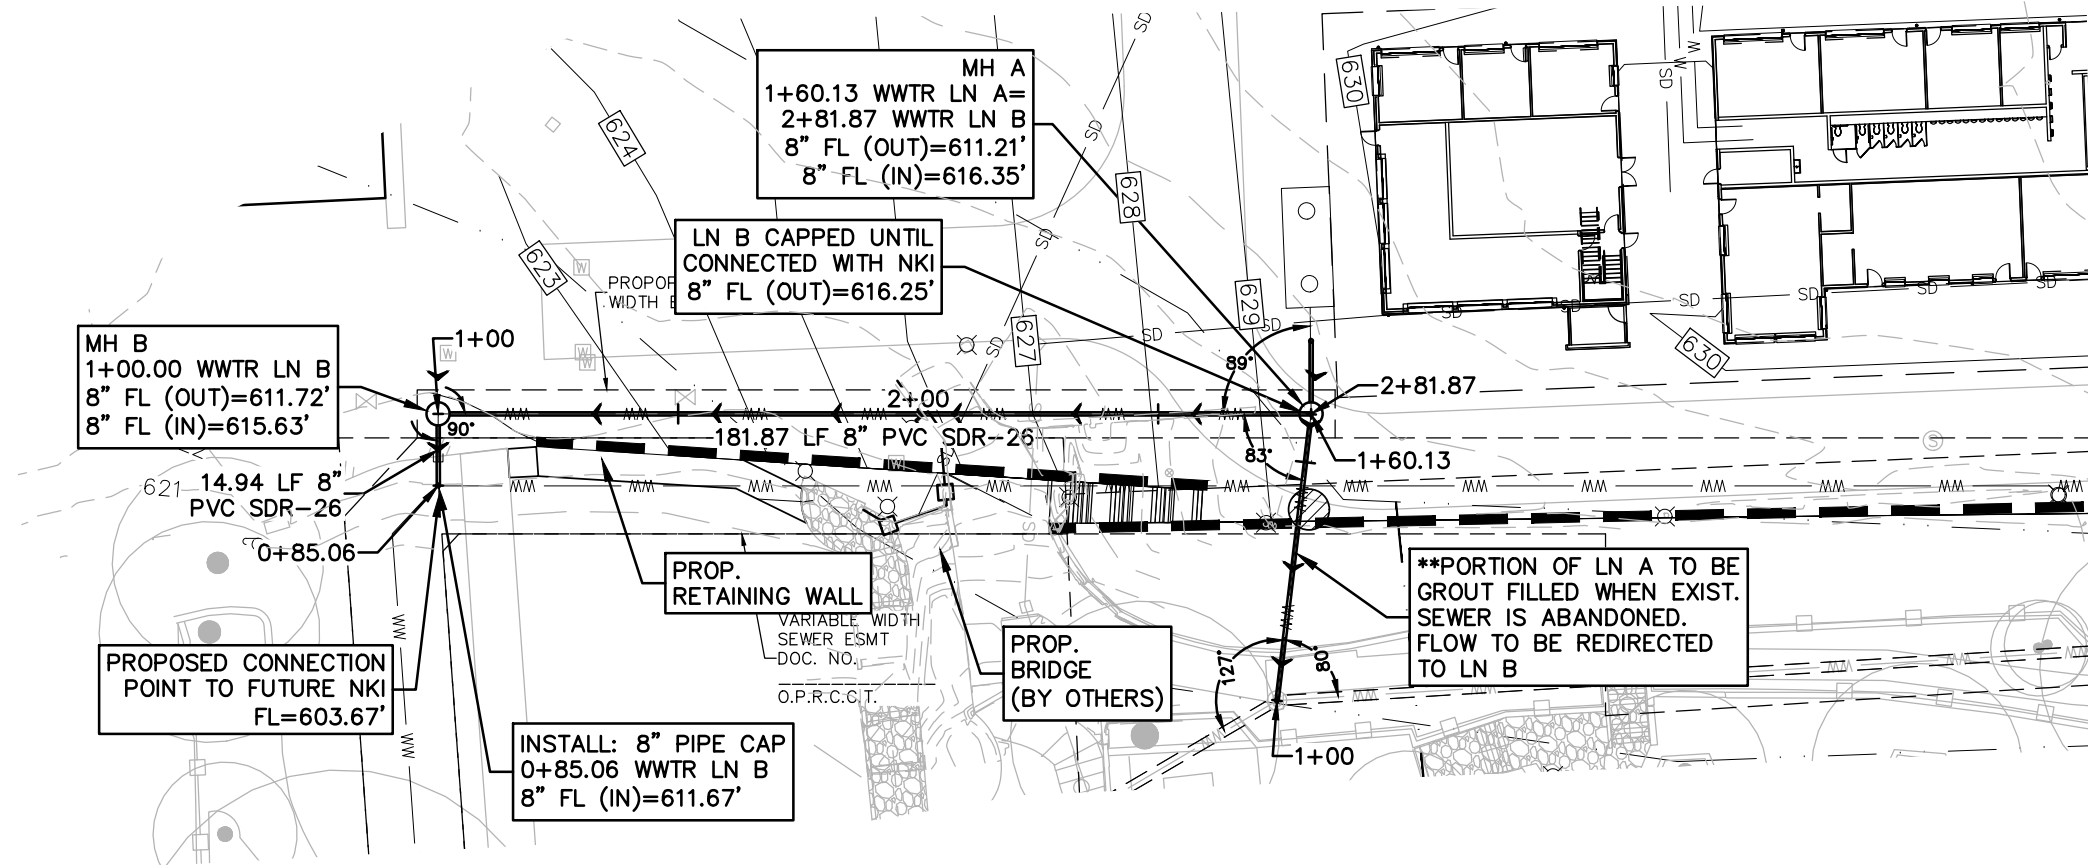 MH A
1+60.13 WWTR LN A=
2+81.87 WWTR LN B
8" FL (OUT)=611.21'
8" FL (IN)=616.35'
LN B CAPPED UNTIL
CONNECTED WITH NKI
8" FL (OUT)=616.25'
MH B
1+00.00 WWTR LN B
8" FL (OUT)=611.72'
8" FL (IN)=615.63'
1+00
2+00
2+81.87
1+60.13
181.87 LF 8" PVC SDR-26
90°
89°
83°
14.94 LF 8"
PVC SDR-26
0+85.06
PROP.
RETAINING WALL
VARIABLE WIDTH
SEWER ESMT
DOC. NO.
O.P.R.C.C.T.
PROP.
BRIDGE
(BY OTHERS)
**PORTION OF LN A TO BE
GROUT FILLED WHEN EXIST.
SEWER IS ABANDONED.
FLOW TO BE REDIRECTED
TO LN B
PROPOSED CONNECTION
POINT TO FUTURE NKI
FL=603.67'
INSTALL: 8" PIPE CAP
0+85.06 WWTR LN B
8" FL (IN)=611.67'
127°
80°
1+00
621
623
624
627
628
629
630
630
SD
SD
SD
SD
SD
SD
SD
SD
SD
SD
SD
W
W
W
W
WW
WW
S